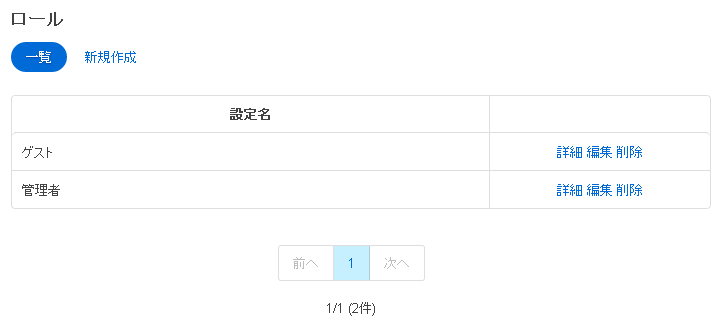 ロール
一覧 新規作成
設定名
ゲスト 詳細 編集 削除
管理者 詳細 編集 削除
前へ 1 次へ
1/1 (2件)